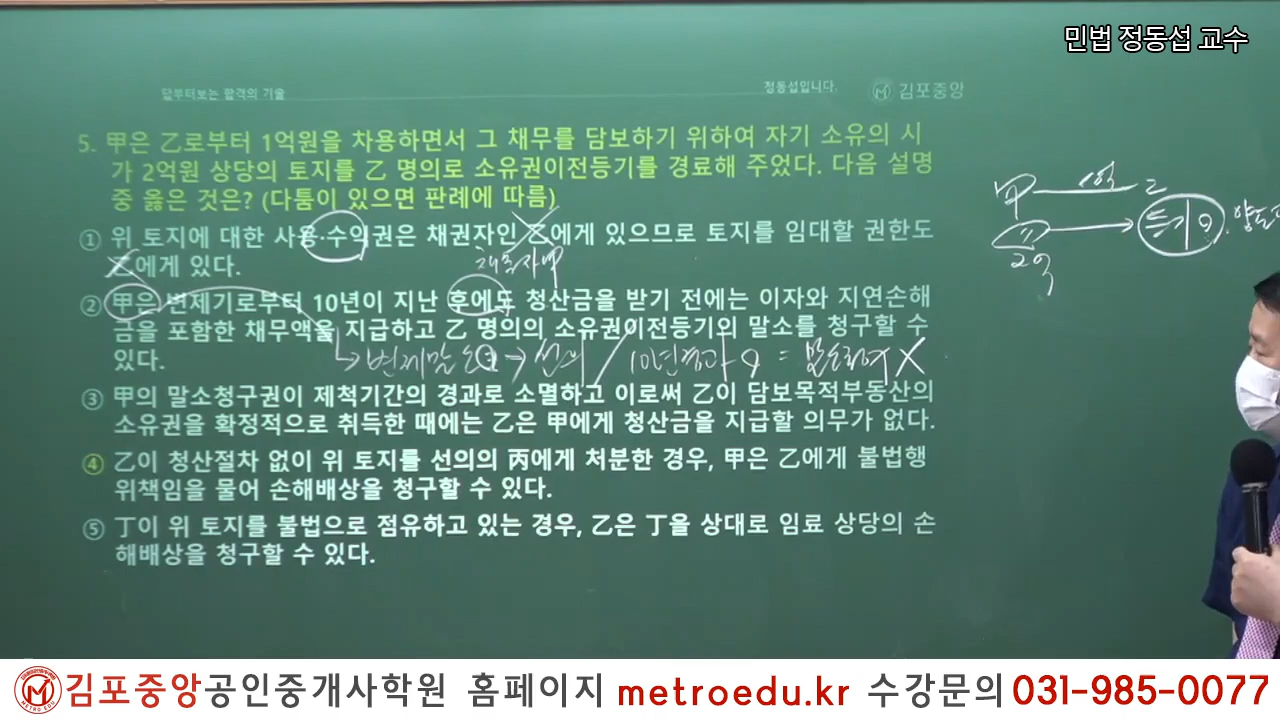 민법 정동섭 교수
답부터보는 합격의 기술
정동섭입니다.
김포중앙
5. 甲은 乙로부터 1억원을 차용하면서 그 채무를 담보하기 위하여 자기 소유의 시
가 2억원 상당의 토지를 乙 명의로 소유권이전등기를 경료해 주었다. 다음 설명
중 옳은 것은? (다툼이 있으면 판례에 따름)
① 위 토지에 대한 사용·수익권은 채권자인 乙에게 있으므로 토지를 임대할 권한도
乙에게 있다.
채무자甲
② 甲은 변제기로부터 10년이 지난 후에도 청산금을 받기 전에는 이자와 지연손해
금을 포함한 채무액을 지급하고 乙 명의의 소유권이전등기의 말소를 청구할 수
있다.
③ 甲의 말소청구권이 제척기간의 경과로 소멸하고 이로써 乙이 담보목적부동산의
소유권을 확정적으로 취득한 때에는 乙은 甲에게 청산금을 지급할 의무가 없다.
④ 乙이 청산절차 없이 위 토지를 선의의 丙에게 처분한 경우, 甲은 乙에게 불법행
위책임을 물어 손해배상을 청구할 수 있다.
⑤ 丁이 위 토지를 불법으로 점유하고 있는 경우, 乙은 丁을 상대로 임료 상당의 손
해배상을 청구할 수 있다.
甲 1억 乙
등기 O
2억
METRO EDU
김포중앙공인중개사학원 홈페이지 metroedu.kr 수강문의 031-985-0077